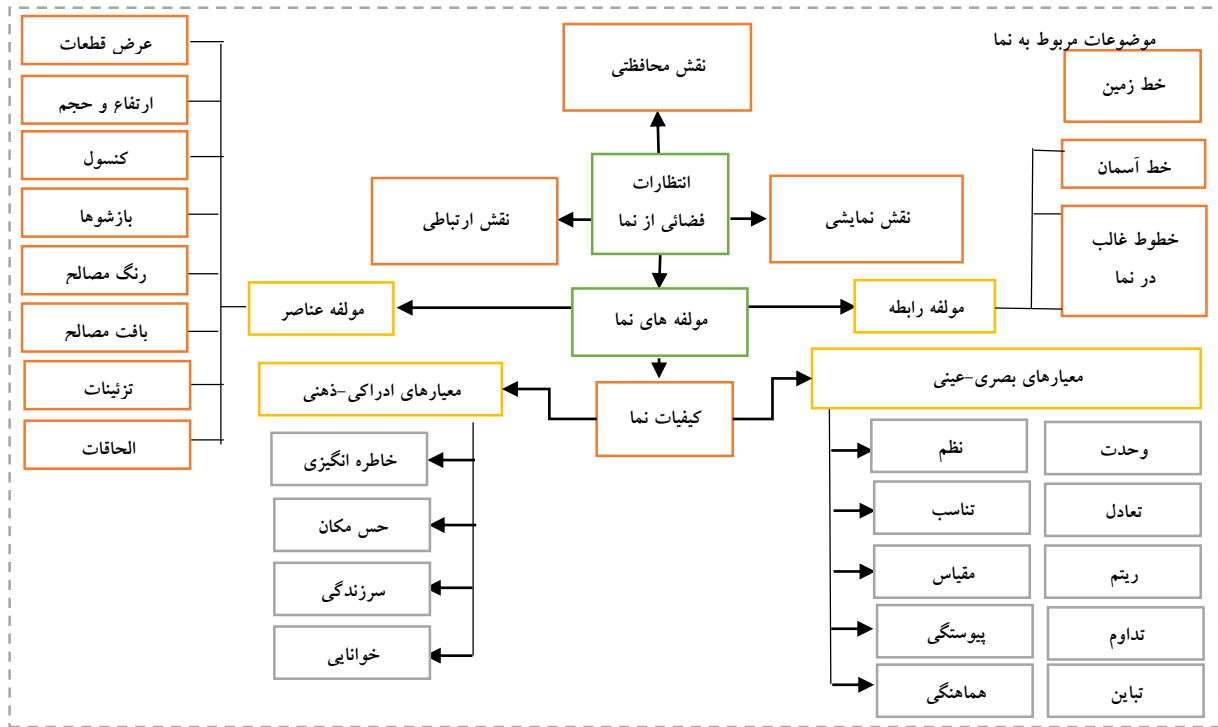 موضوعات مربوط به نما
خط زمین
خط آسمان
خطوط غالب
در نما
نقش محافظتی
انتظارات
فضائی از نما
نقش نمایشی
نقش ارتباطی
مولفه های نما
مولفه رابطه
مولفه عناصر
عرض قطعات
ارتفاع و حجم
کنسول
بازشوها
رنگ مصالح
بافت مصالح
تزئینات
الحاقات
کیفیات نما
معیارهای بصری-عینی
وحدت
نظم
تعادل
تناسب
ریتم
مقیاس
تداوم
پیوستگی
تباین
هماهنگی
معیارهای ادراکی-ذهنی
خاطره انگیزی
حس مکان
سرزندگی
خوانایی